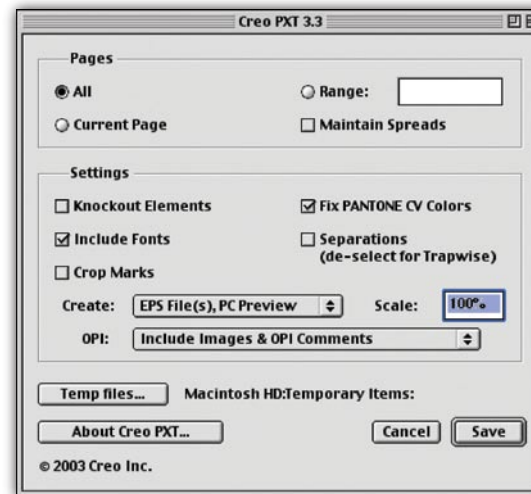 Creo PXT 3.3
Pages
All
Range:
Current Page
Maintain Spreads
Settings
Knockout Elements
Fix PANTONE CV Colors
Include Fonts
Separations
(de-select for Trapwise)
Crop Marks
Create: EPS File(s), PC Preview Scale: 100%
OPI: Include Images & OPI Comments
Temp files... Macintosh HD:Temporary Items:
About Creo PXT... Cancel Save
© 2003 Creo Inc.